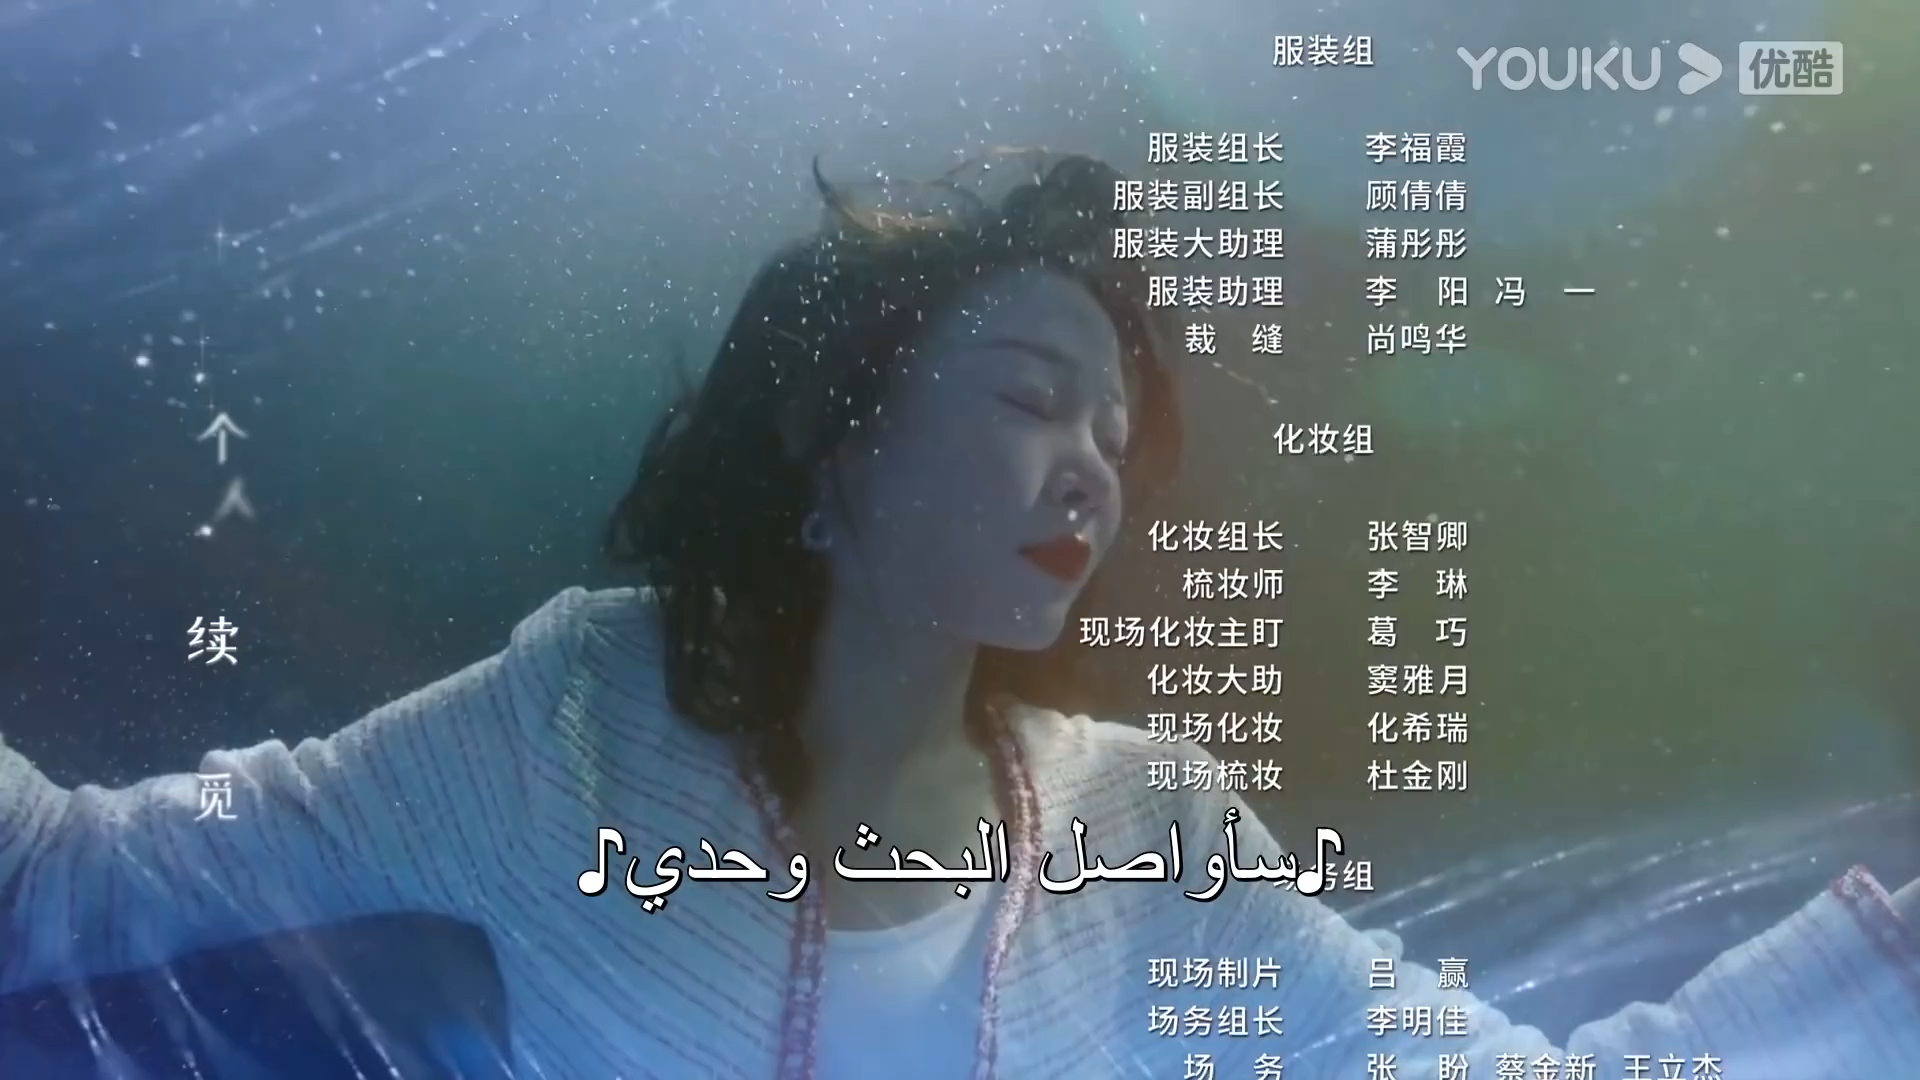 服装组
YOUKU 优酷
服装组长 李福霞
服装副组长 顾倩倩
服装大助理 蒲彤彤
服装助理 李 阳 冯 一
裁 缝 尚鸣华
化妆组
化妆组长 张智卿
梳妆师 李 琳
现场化妆主盯 葛 巧
化妆大助 窦雅月
现场化妆 化希瑞
现场梳妆 杜金刚
个
人
续
觅
♪سأواصل البحث وحدي♪
务组
现场制片 吕 赢
场务组长 李明佳
场 务 张 盼 蔡金新 王立杰